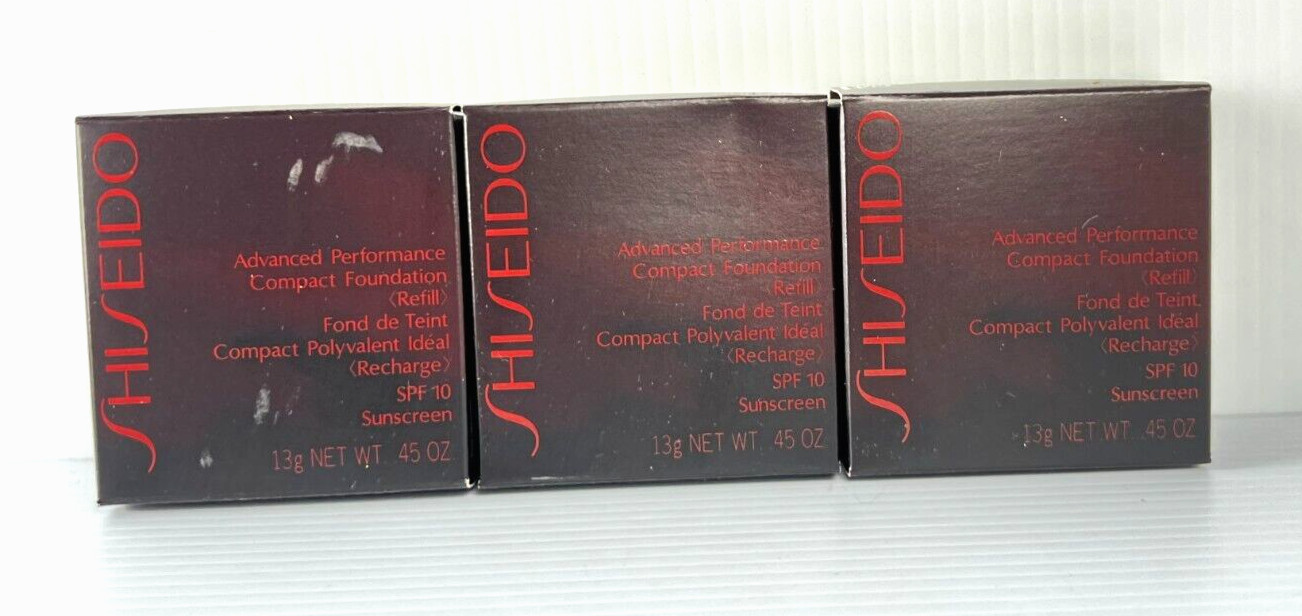 SHISEIDO
Advanced Performance
Compact Foundation
〈Refill〉
Fond de Teint
Compact Polyvalent Idéal
〈Recharge〉
SPF 10
Sunscreen
13g NET WT. .45 OZ.
SHISEIDO
Advanced Performance
Compact Foundation
〈Refill〉
Fond de Teint
Compact Polyvalent Idéal
〈Recharge〉
SPF 10
Sunscreen
13g NET WT. .45 OZ.
SHISEIDO
Advanced Performance
Compact Foundation
〈Refill〉
Fond de Teint
Compact Polyvalent Idéal
〈Recharge〉
SPF 10
Sunscreen
13g NET WT. .45 OZ.